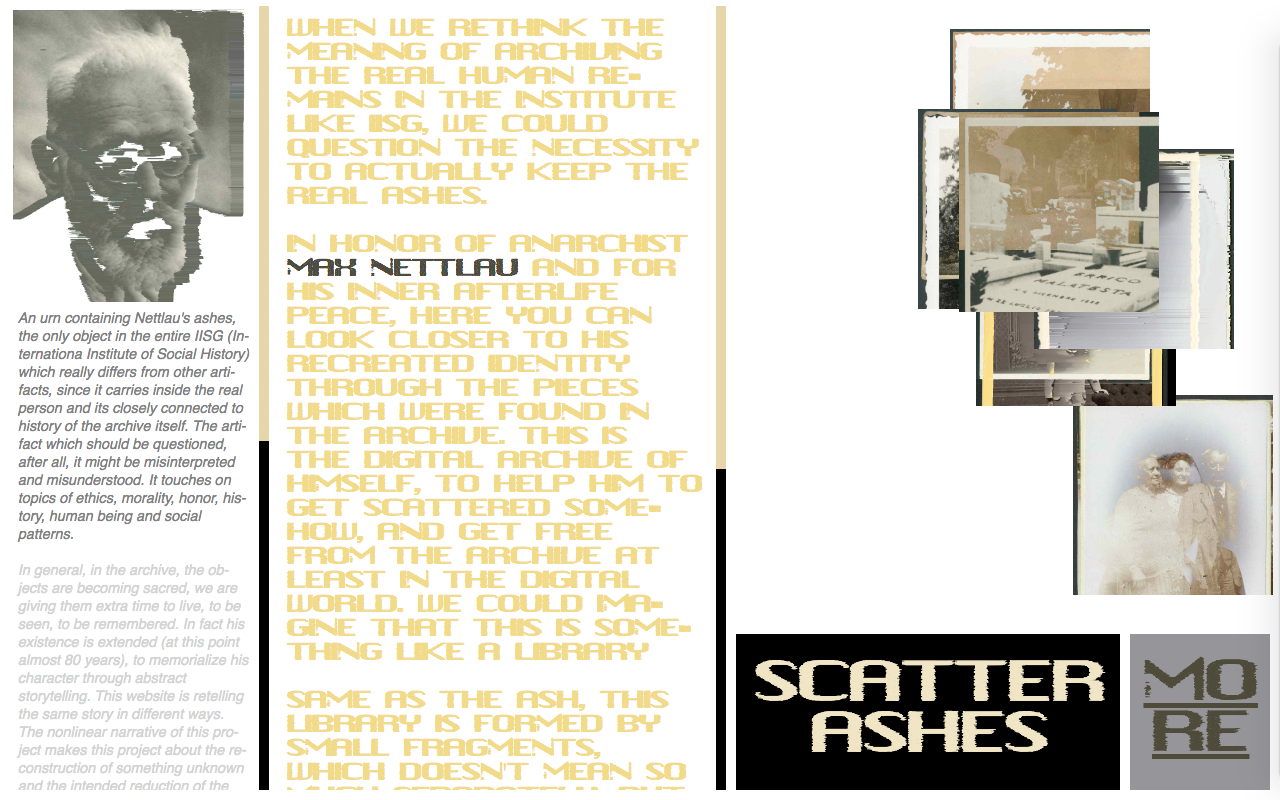 An urn containing Nettlau's ashes,
the only object in the entire IISG (In-
ternationa Institute of Social History)
which really differs from other arti-
facts, since it carries inside the real
person and its closely connected to
history of the archive itself. The arti-
fact which should be questioned,
after all, it might be misinterpreted
and misunderstood. It touches on
topics of ethics, morality, honor, his-
tory, human being and social
patterns.
In general, in the archive, the ob-
jects are becoming sacred, we are
giving them extra time to live, to be
seen, to be remembered. In fact his
existence is extended (at this point
almost 80 years), to memorialize his
character through abstract
storytelling. This website is retelling
the same story in different ways.
The nonlinear narrative of this pro-
ject makes this project about the re-
construction of something unknown
and the intended reduction of the
WHEN WE RETHINK THE
MEANING OF ARCHIVING
THE REAL HUMAN RE-
MAINS IN THE INSTITUTE
LIKE IISG, WE COULD
QUESTION THE NECESSITY
TO ACTUALLY KEEP THE
REAL ASHES.
IN HONOR OF ANARCHIST
MAX NETTLAU AND FOR
HIS INNER AFTERLIFE
PEACE, HERE YOU CAN
LOOK CLOSER TO HIS
RECREATED IDENTITY
THROUGH THE PIECES
WHICH WERE FOUND IN
THE ARCHIVE. THIS IS
THE DIGITAL ARCHIVE OF
HIMSELF, TO HELP HIM TO
GET SCATTERED SOME-
HOW, AND GET FREE
FROM THE ARCHIVE AT
LEAST IN THE DIGITAL
WORLD. WE COULD IMA-
GINE THAT THIS IS SOME-
THING LIKE A LIBRARY
SAME AS THE ASH, THIS
LIBRARY IS FORMED BY
SMALL FRAGMENTS,
WHICH DOESN'T MEAN SO
MUCH SEPARATELY, BUT
ERRICO
MALATESTA
SCATTER
ASHES
MO
RE